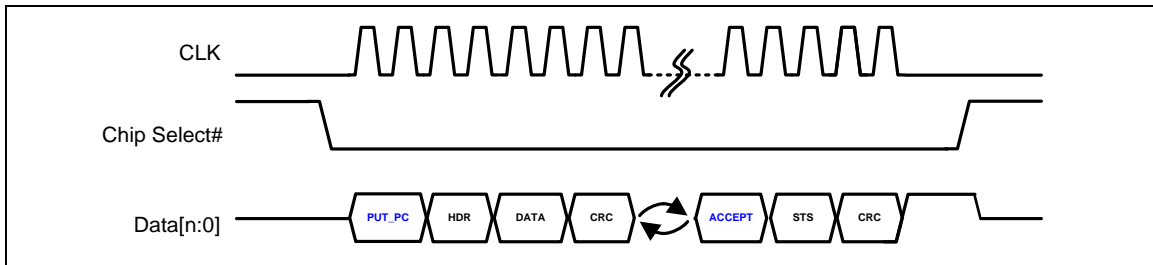 CLK
Chip Select#
Data[n:0] PUT_PC HDR DATA CRC ACCEPT STS CRC